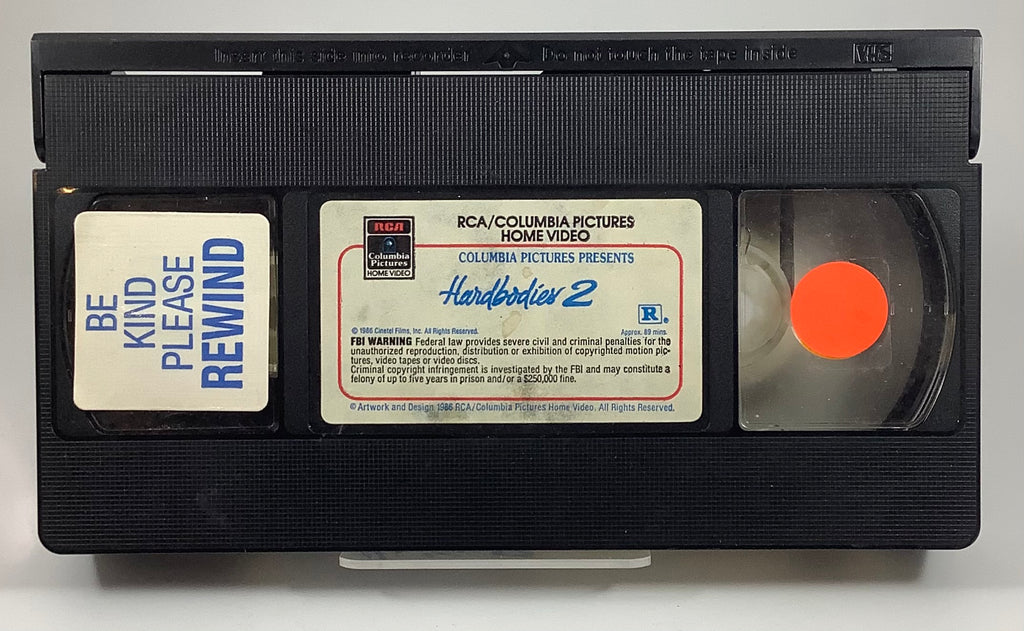 Insert this side into recorder
Do not touch the tape inside
VHS
BE
KIND
PLEASE
REWIND
RCA
Columbia
Pictures
HOME VIDEO
RCA/COLUMBIA PICTURES
HOME VIDEO
COLUMBIA PICTURES PRESENTS
Hardbodies 2
R ®
© 1986 Cinetel Films, Inc. All Rights Reserved.
Approx. 89 mins.
FBI WARNING Federal law provides severe civil and criminal penalties for the
unauthorized reproduction, distribution or exhibition of copyrighted motion pic-
tures, video tapes or video discs.
Criminal copyright infringement is investigated by the FBI and may constitute a
felony of up to five years in prison and/or a $250,000 fine.
© Artwork and Design 1986 RCA/Columbia Pictures Home Video. All Rights Reserved.